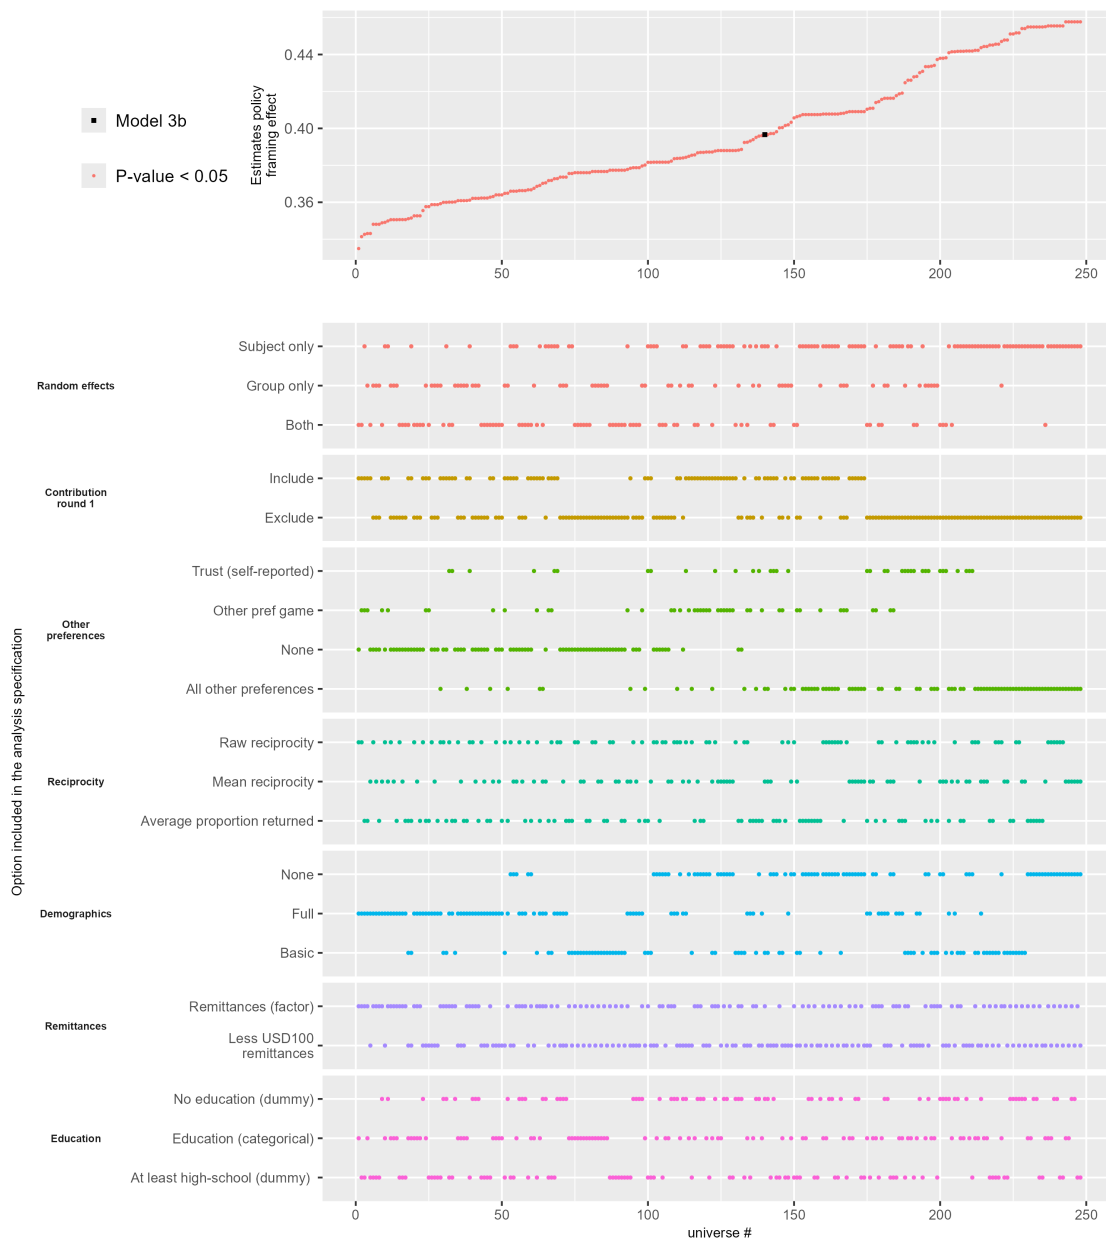 Model 3b
P-value < 0.05
Estimates policy
framing effect
0.44
0.40
0.36
0 50 100 150 200 250
Option included in the analysis specification
Random effects
Subject only
Group only
Both
Contribution
round 1
Include
Exclude
Other
preferences
Trust (self-reported)
Other pref game
None
All other preferences
Reciprocity
Raw reciprocity
Mean reciprocity
Average proportion returned
Demographics
None
Full
Basic
Remittances
Remittances (factor)
Less USD100
remittances
Education
No education (dummy)
Education (categorical)
At least high-school (dummy)
0 50 100 150 200 250
universe #